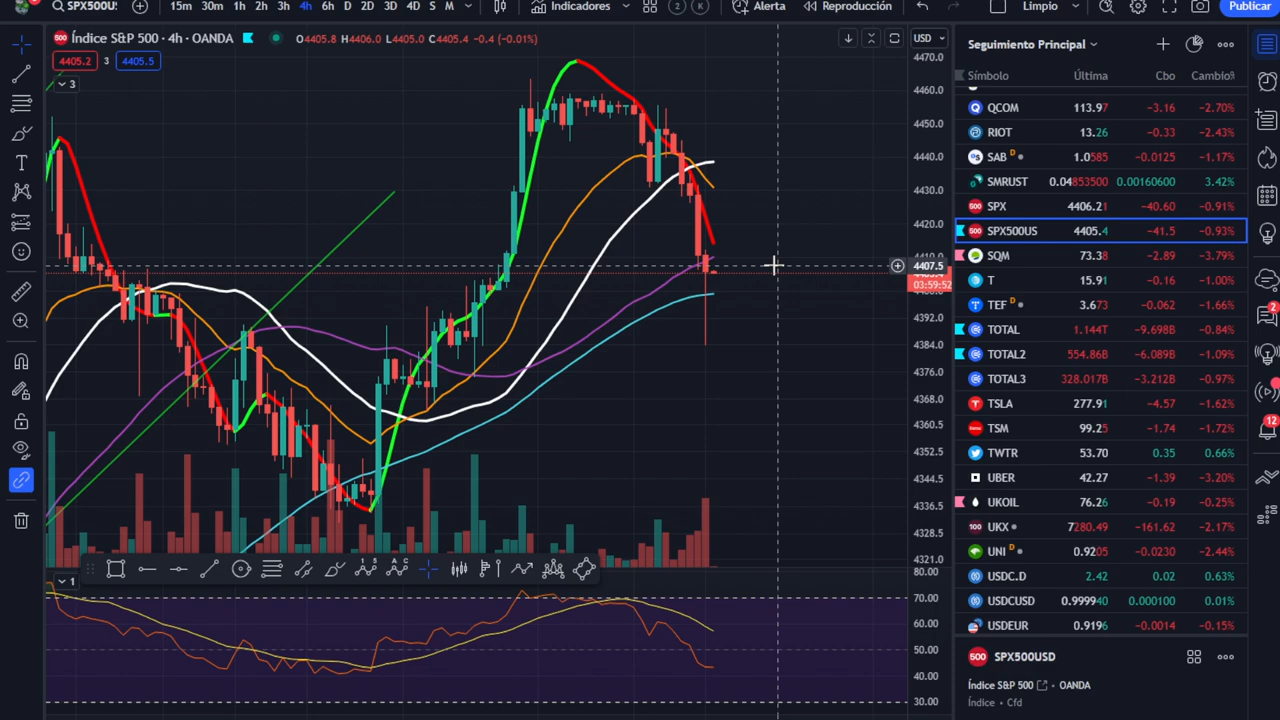 SPX500U: 15m 30m 1h 2h 3h 4h 6h D 2D 3D 4D S M Indicadores 2 K Alerta Reproducción Limpio Publicar
Índice S&P 500 · 4h · OANDA O4405.8 H4406.0 L4405.0 C4405.4 -0.4 (-0.01%) USD
4405.2 3 4405.5
3
4470.0
4460.0
4450.0
4440.0
4430.0
4420.0
4407.5
03:59:52
4392.0
4384.0
4376.0
4368.0
4360.5
4352.5
4344.5
4336.5
4328.5
4321.0
1
80.00
70.00
60.00
50.00
40.00
30.00
Seguimiento Principal
Símbolo Última Cbo Cambio%
QCOM 113.97 -3.16 -2.70%
RIOT 13.26 -0.33 -2.43%
SAB D 1.0585 -0.0125 -1.17%
SMRUST 0.04853500 0.00160600 3.42%
SPX 4406.21 -40.60 -0.91%
SPX500US 4405.4 -41.5 -0.93%
SQM 73.38 -2.89 -3.79%
T 15.91 -0.16 -1.00%
TEF D 3.673 -0.062 -1.66%
TOTAL 1.144T -9.698B -0.84%
TOTAL2 554.86B -6.089B -1.09%
TOTAL3 328.017B -3.212B -0.97%
TSLA 277.91 -4.57 -1.62%
TSM 99.25 -1.74 -1.72%
TWTR 53.70 0.35 0.66%
UBER 42.27 -1.39 -3.20%
UKOIL 76.26 -0.19 -0.25%
UKX 7280.49 -161.62 -2.17%
UNI D 0.9205 -0.0230 -2.44%
USDC.D 2.42 0.02 0.63%
USDCUSD 0.999940 0.000100 0.01%
USDEUR 0.9196 -0.0014 -0.15%
500 SPX500USD
Índice S&P 500 · OANDA
Índice · Cfd
2
12